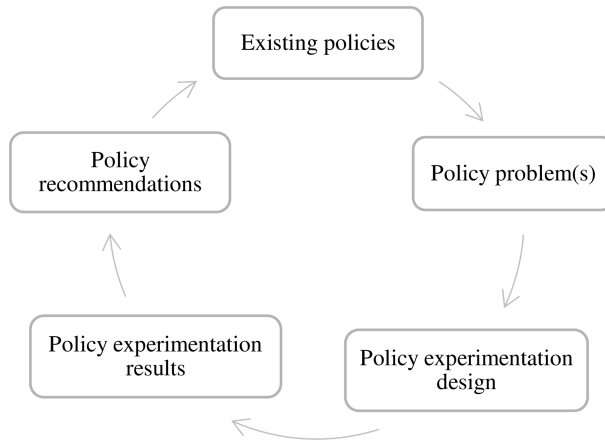 Existing policies
Policy problem(s)
Policy experimentation
design
Policy experimentation
results
Policy
recommendations